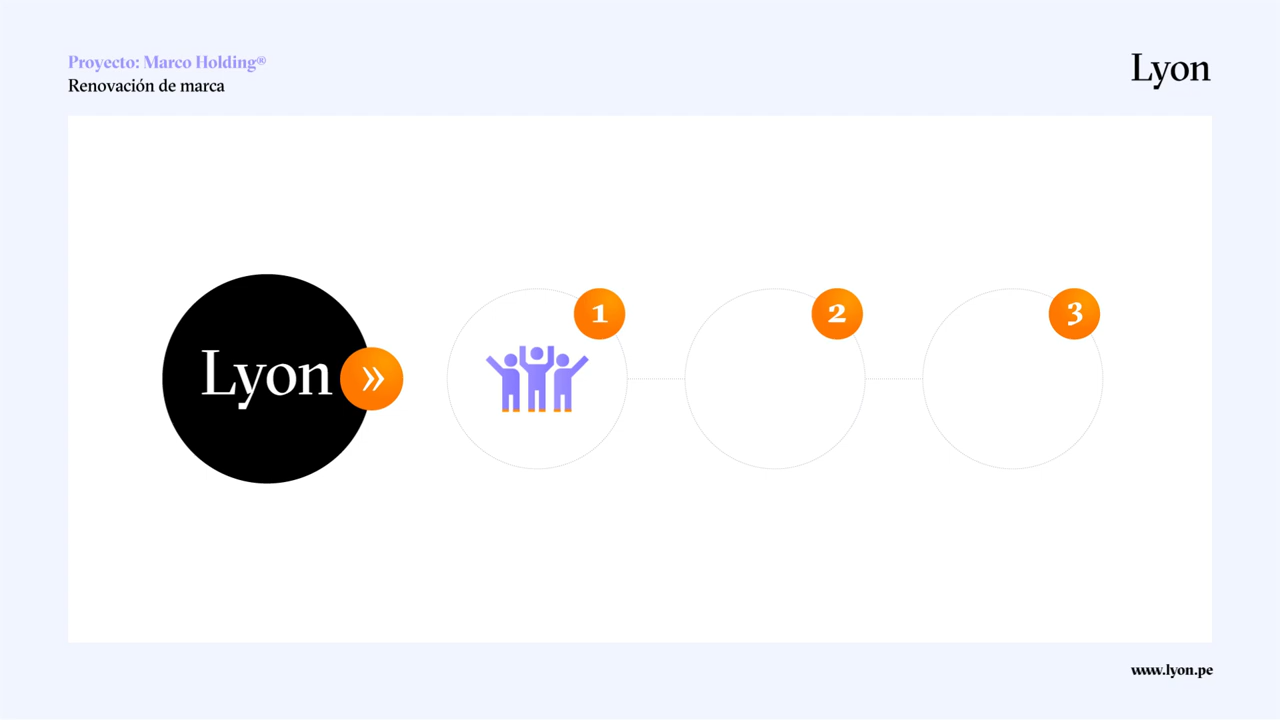 Proyecto: Marco Holding®
Renovación de marca
Lyon
Lyon
»
1
2
3
www.lyon.pe